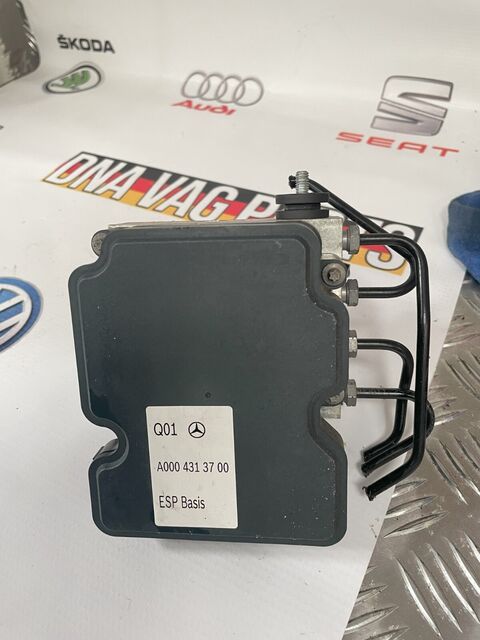 ŠKODA
Audi
SEAT
DNA VAG P
S
Q01
A000 431 37 00
ESP Basis